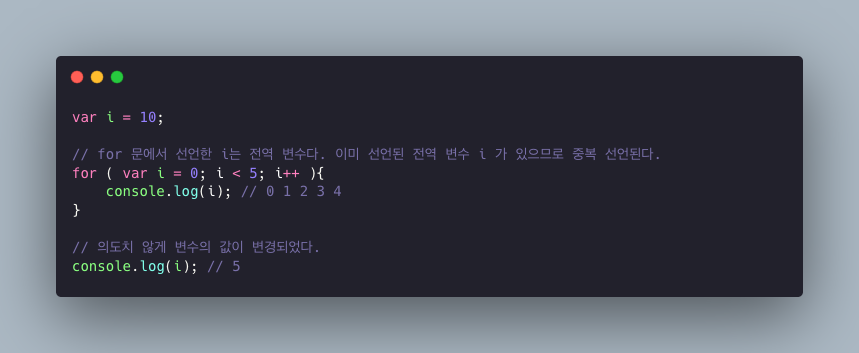 var i = 10;
// for 문에서 선언한 i는 전역 변수다. 이미 선언된 전역 변수 i 가 있으므로 중복 선언된다.
for ( var i = 0; i < 5; i++ ){
    console.log(i); // 0 1 2 3 4
}
// 의도치 않게 변수의 값이 변경되었다.
console.log(i); // 5